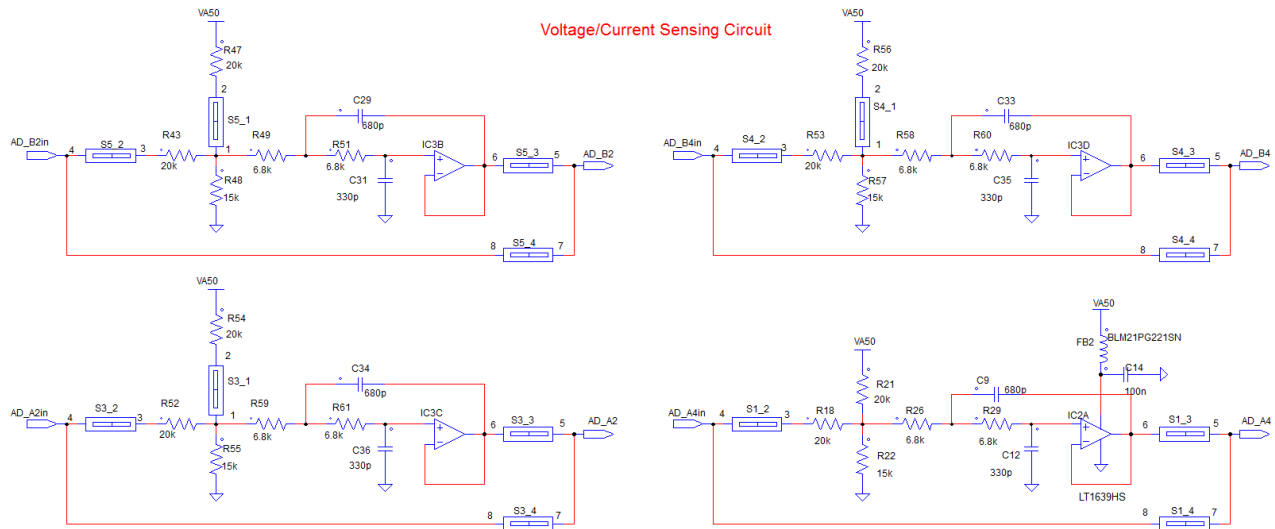 Voltage/Current Sensing Circuit
VA50
R47
20k
2
S5_1
1
AD_B2in
4
S5_2
3
R43
20k
R49
6.8k
R48
15k
C29
680p
R51
6.8k
C31
330p
IC3B
6
S5_3
5
AD_B2
8
S5_4
7
VA50
R56
20k
2
S4_1
1
AD_B4in
4
S4_2
3
R53
20k
R58
6.8k
R57
15k
C33
680p
R60
6.8k
C35
330p
IC3D
6
S4_3
5
AD_B4
8
S4_4
7
VA50
R54
20k
2
S3_1
1
AD_A2in
4
S3_2
3
R52
20k
R59
6.8k
R55
15k
C34
680p
R61
6.8k
C36
330p
IC3C
6
S3_3
5
AD_A2
8
S3_4
7
VA50
FB2
BLM21PG221SN
C14
100n
VA50
R21
20k
AD_A4in
4
S1_2
3
R18
20k
R26
6.8k
R22
15k
C9
680p
R29
6.8k
C12
330p
IC2A
LT1639HS
6
S1_3
5
AD_A4
8
S1_4
7